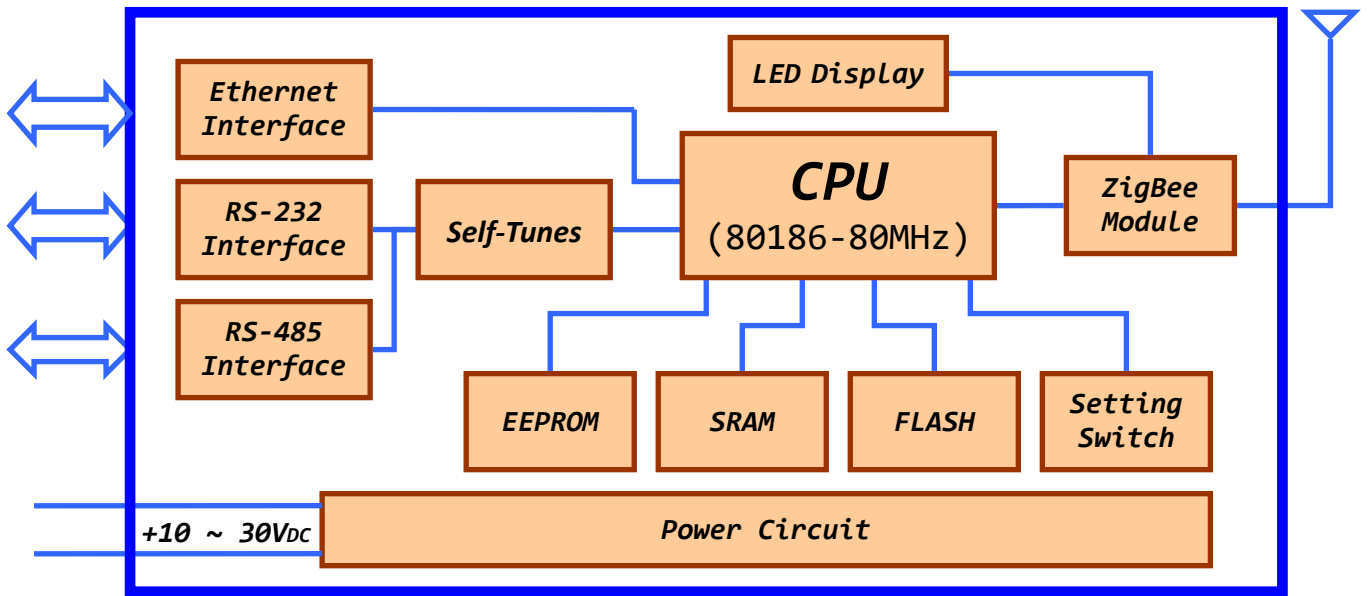 LED Display
Ethernet
Interface
CPU
(80186-80MHz)
ZigBee
Module
RS-232
Interface
Self-Tunes
RS-485
Interface
EEPROM
SRAM
FLASH
Setting
Switch
+10 ~ 30VDC
Power Circuit